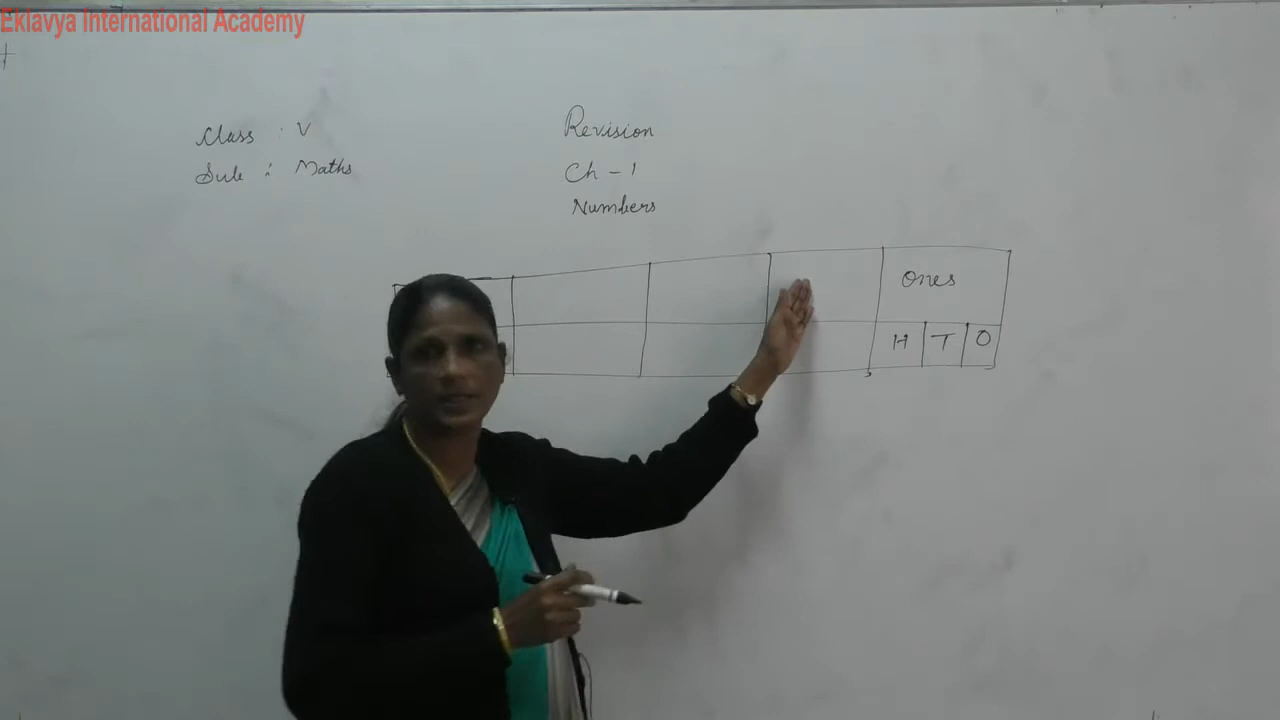 Eklavya International Academy
Class : V
Sub : Maths
Revision
Ch - 1
Numbers
Ones
H T O